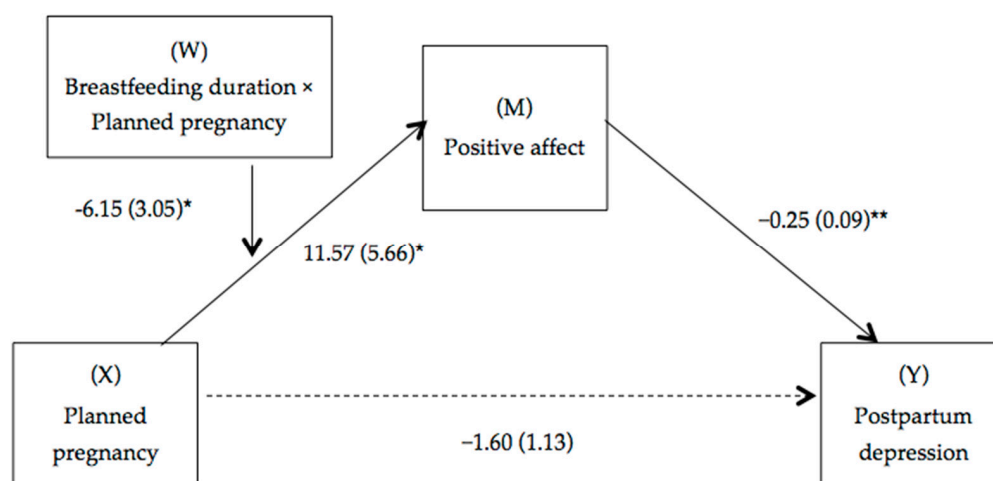 (W)
Breastfeeding duration ×
Planned pregnancy
(M)
Positive affect
-6.15 (3.05)*
11.57 (5.66)*
−0.25 (0.09)**
(X)
Planned
pregnancy
−1.60 (1.13)
(Y)
Postpartum
depression